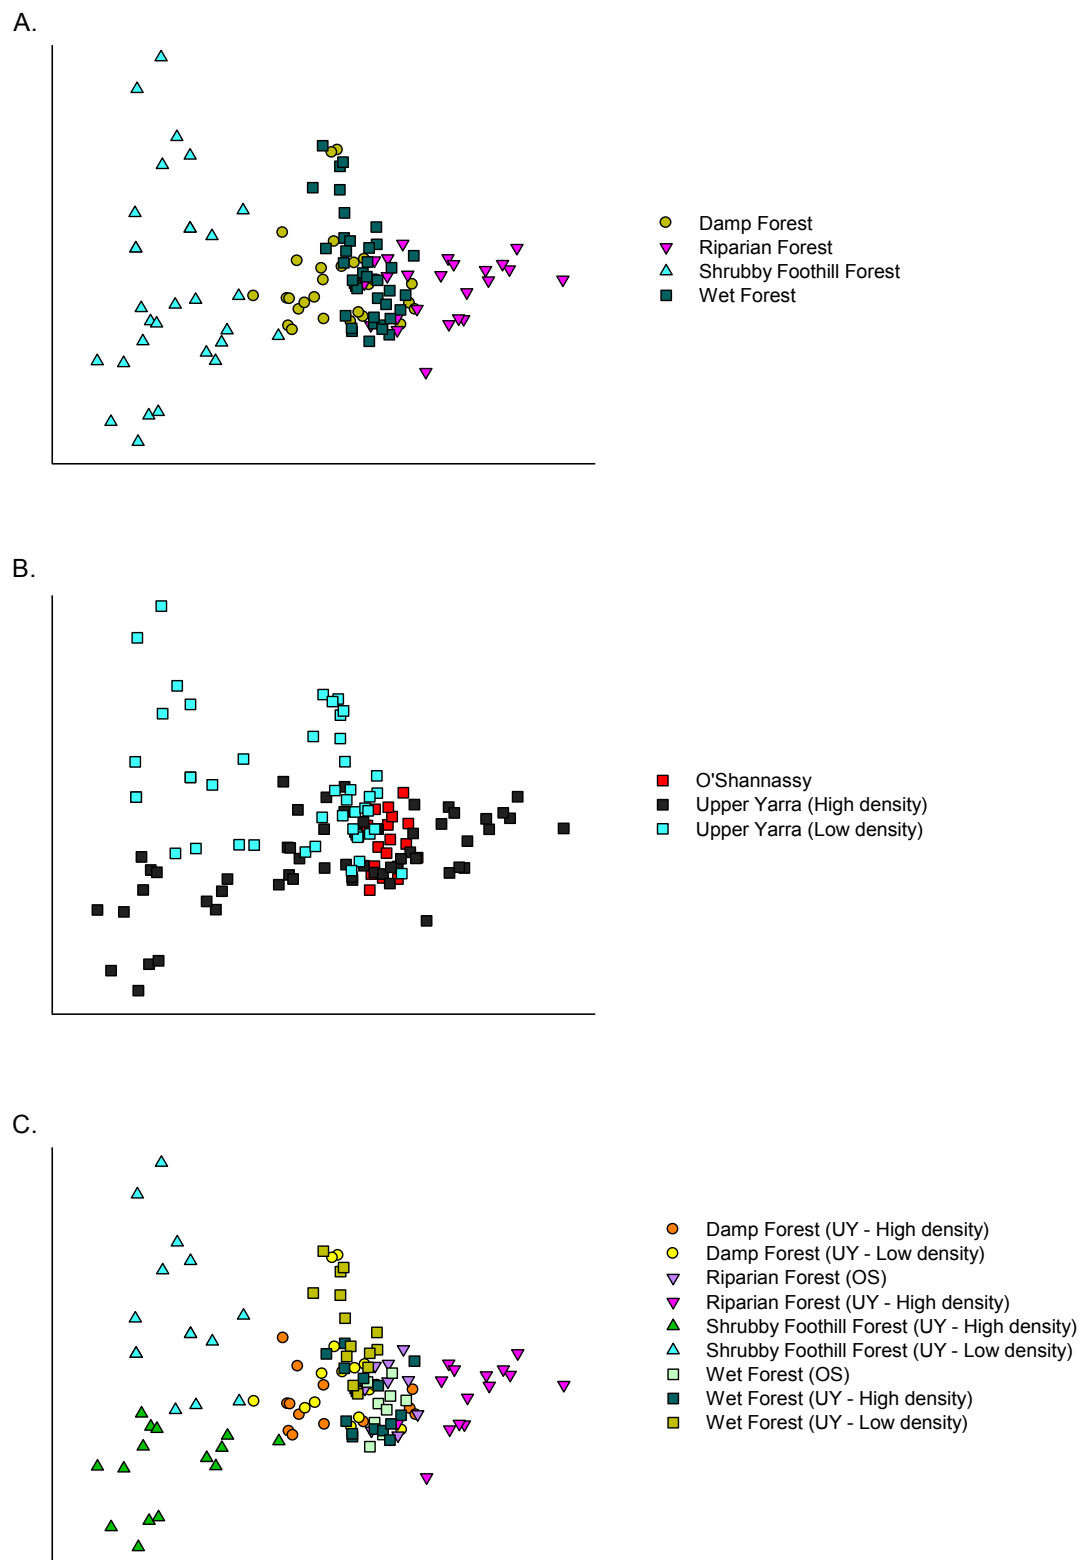 A.
Damp Forest
Riparian Forest
Shrubby Foothill Forest
Wet Forest
B.
O'Shannassy
Upper Yarra (High density)
Upper Yarra (Low density)
C.
Damp Forest (UY - High density)
Damp Forest (UY - Low density)
Riparian Forest (OS)
Riparian Forest (UY - High density)
Shrubby Foothill Forest (UY - High density)
Shrubby Foothill Forest (UY - Low density)
Wet Forest (OS)
Wet Forest (UY - High density)
Wet Forest (UY - Low density)